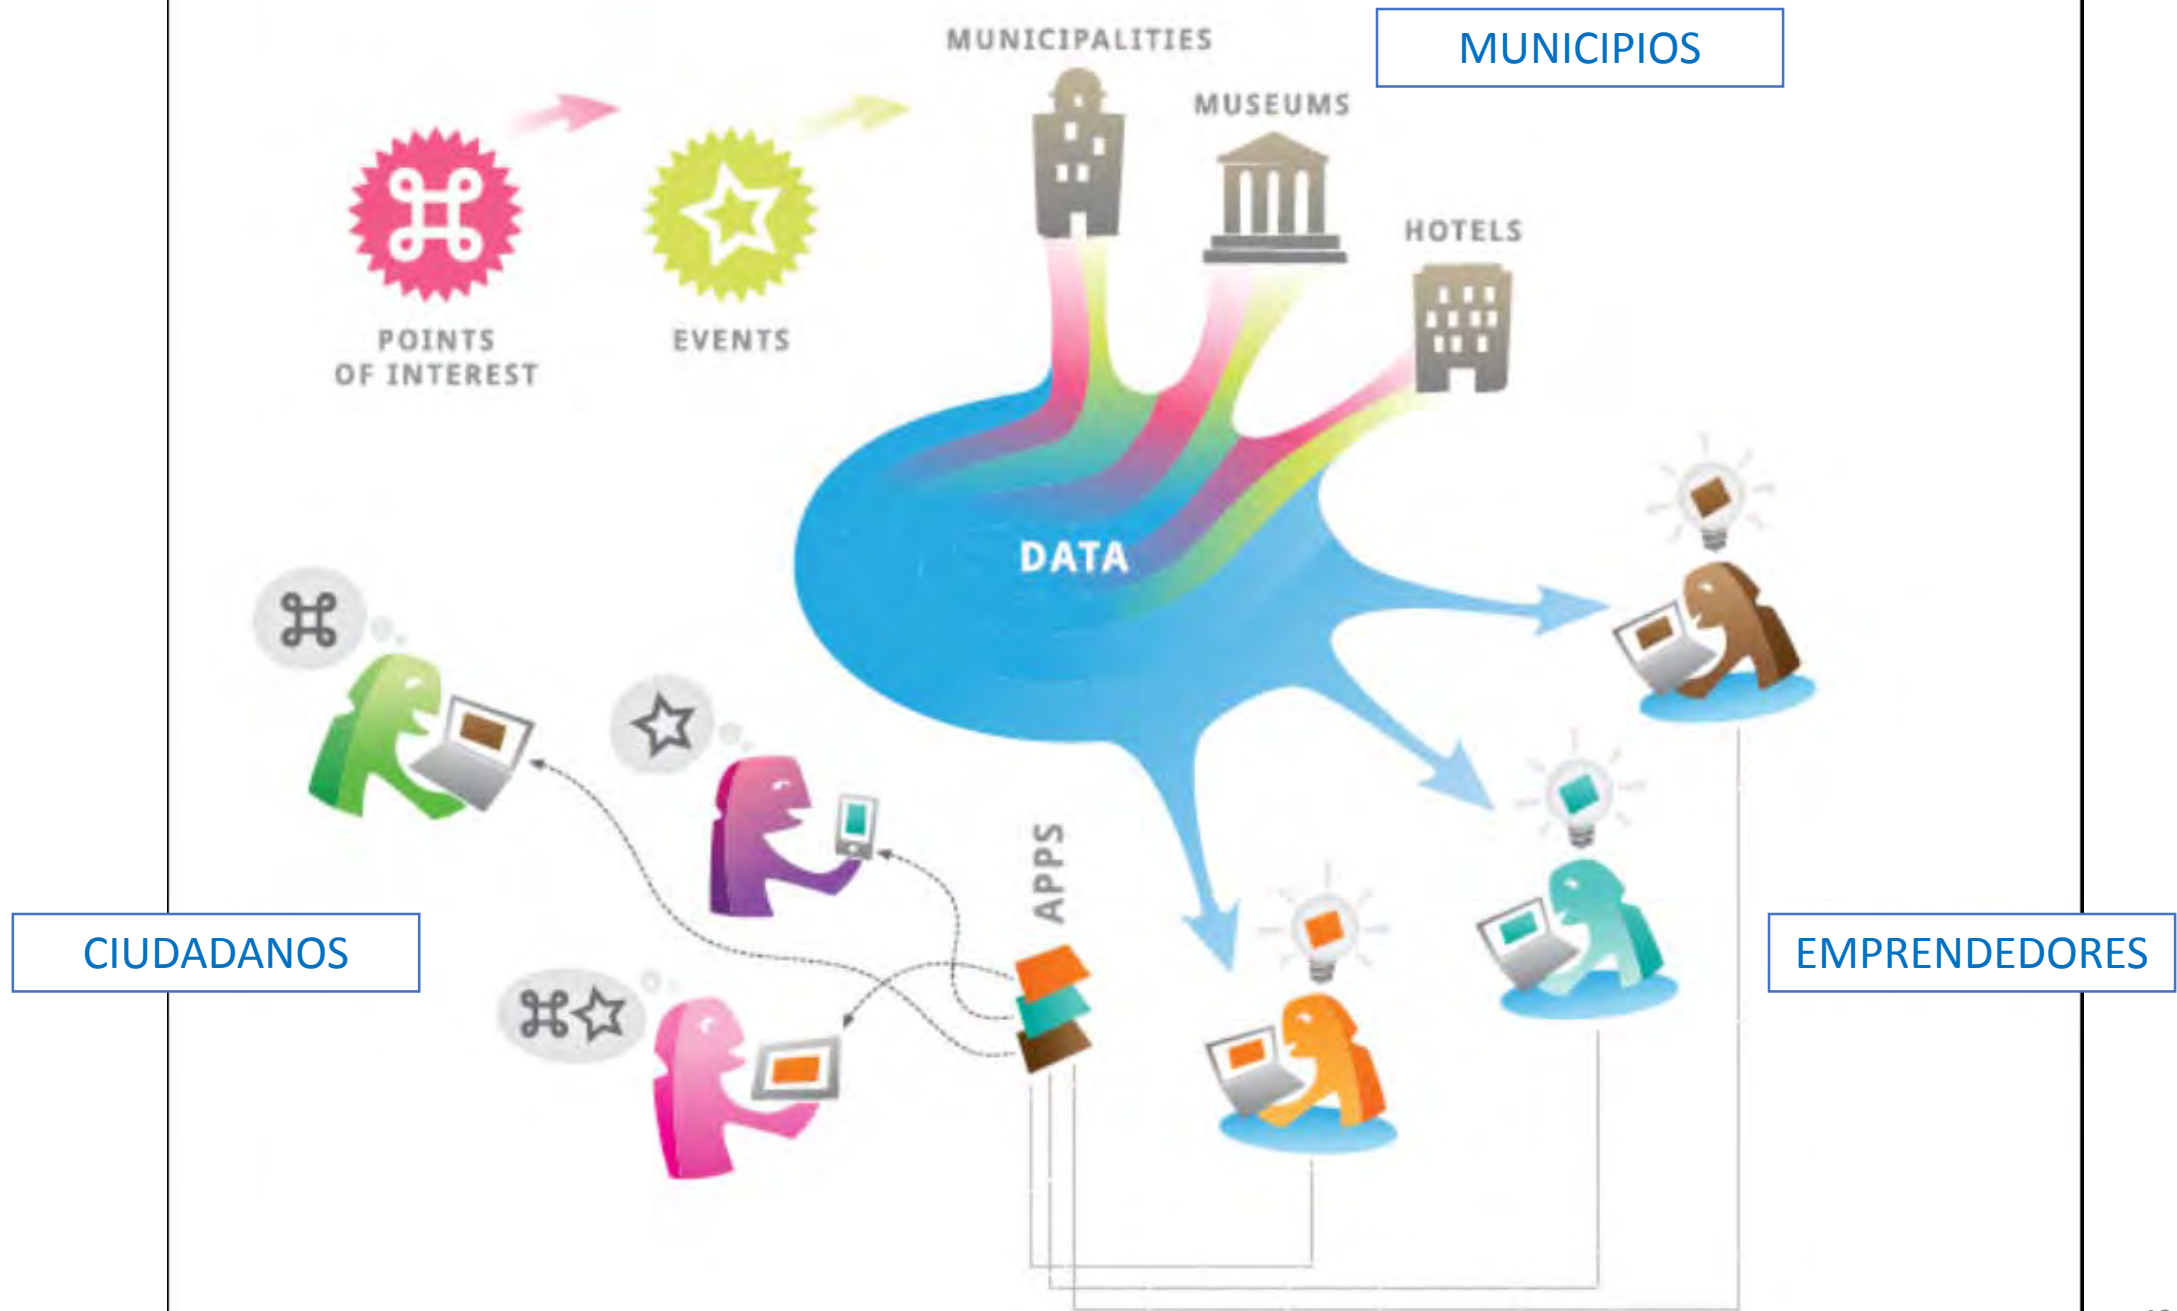 MUNICIPALITIES
MUNICIPIOS
MUSEUMS
HOTELS
POINTS
OF INTEREST
EVENTS
DATA
APPS
CIUDADANOS
EMPRENDEDORES